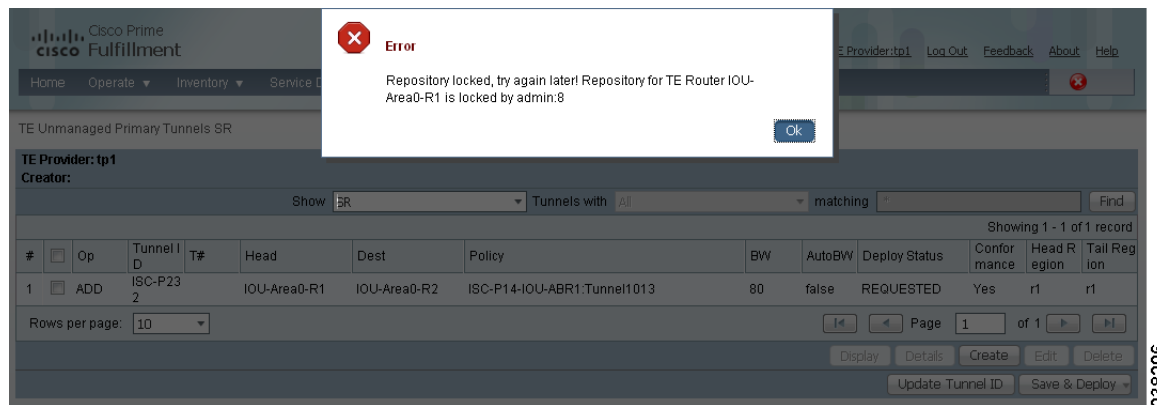 Cisco Prime
cisco Fulfillment
E Provider:tp1 Log Out Feedback About Help
Home Operate Inventory Service D
Error
Repository locked, try again later! Repository for TE Router IOU-
Area0-R1 is locked by admin:8
Ok
TE Unmanaged Primary Tunnels SR
TE Provider: tp1
Creator:
Show SR Tunnels with All matching * Find
Showing 1 - 1 of 1 record
# Op Tunnel I
D T# Head Dest Policy BW AutoBW Deploy Status Confor
mance Head R
egion Tail Reg
ion
1 ADD ISC-P23
2 IOU-Area0-R1 IOU-Area0-R2 ISC-P14-IOU-ABR1:Tunnel1013 80 false REQUESTED Yes r1 r1
Rows per page: 10 Page 1 of 1
Display Details Create Edit Delete
Update Tunnel ID Save & Deploy